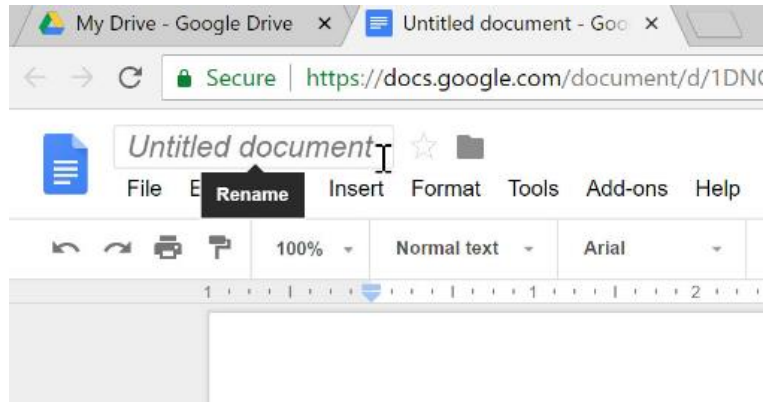 My Drive - Google Drive Untitled document - Goo
Secure https://docs.google.com/document/d/1DN
Untitled document
File E Insert Format Tools Add-ons Help
Rename
100% Normal text Arial
1 1 2